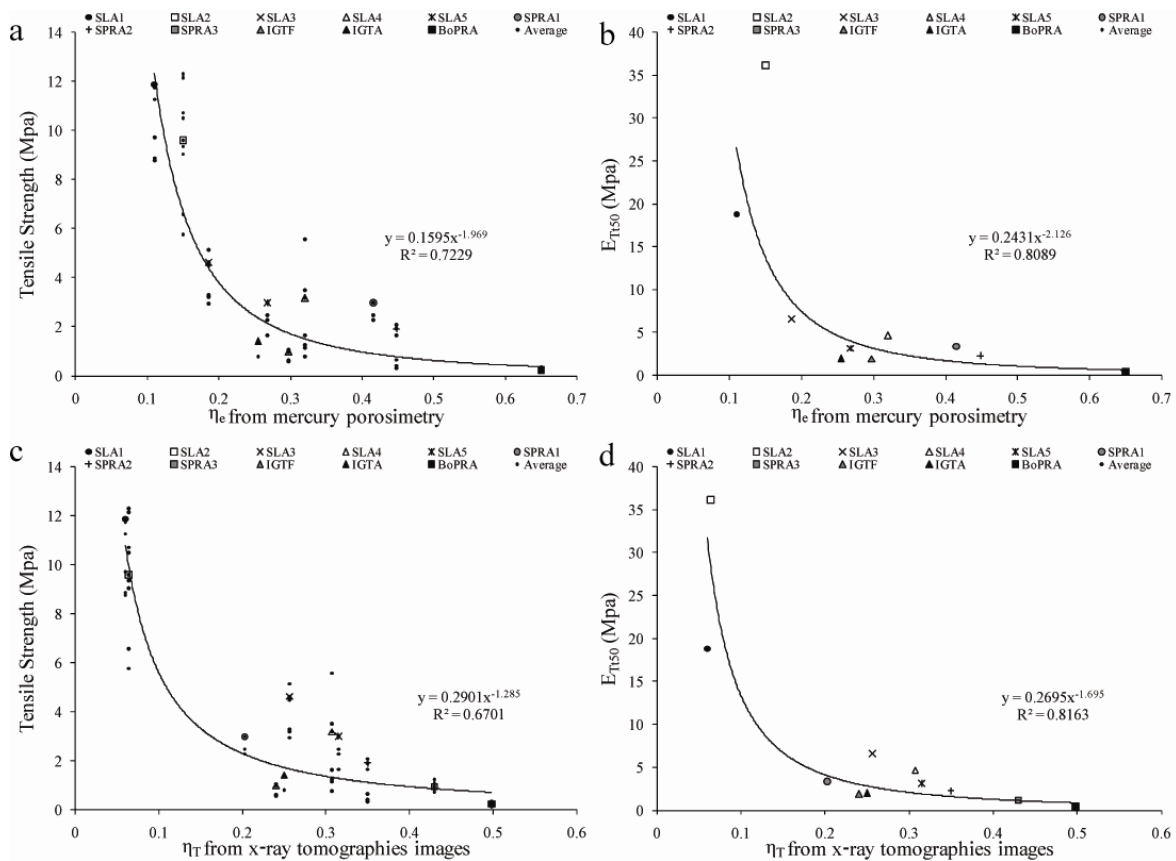 a
SLA1 SLA2 SLA3 SLA4 SLA5 SPRA1
SPRA2 SPRA3 IGTF IGTA BoPRA Average
14
12
10
8
6
4
2
0
Tensile Strength (Mpa)
y = 0.1595x^-1.969
R² = 0.7229
0 0.1 0.2 0.3 0.4 0.5 0.6 0.7
ηe from mercury porosimetry
b
SLA1 SLA2 SLA3 SLA4 SLA5 SPRA1
SPRA2 SPRA3 IGTF IGTA BoPRA Average
40
35
30
25
20
15
10
5
0
E_Tt50 (Mpa)
y = 0.2431x^-2.126
R² = 0.8089
0 0.1 0.2 0.3 0.4 0.5 0.6 0.7
ηe from mercury porosimetry
c
SLA1 SLA2 SLA3 SLA4 SLA5 SPRA1
SPRA2 SPRA3 IGTF IGTA BoPRA Average
14
12
10
8
6
4
2
0
Tensile Strength (Mpa)
y = 0.2901x^-1.285
R² = 0.6701
0 0.1 0.2 0.3 0.4 0.5 0.6
ηT from x-ray tomographies images
d
SLA1 SLA2 SLA3 SLA4 SLA5 SPRA1
SPRA2 SPRA3 IGTF IGTA BoPRA Average
40
35
30
25
20
15
10
5
0
E_Tt50 (Mpa)
y = 0.2695x^-1.695
R² = 0.8163
0 0.1 0.2 0.3 0.4 0.5 0.6
ηT from x-ray tomographies images